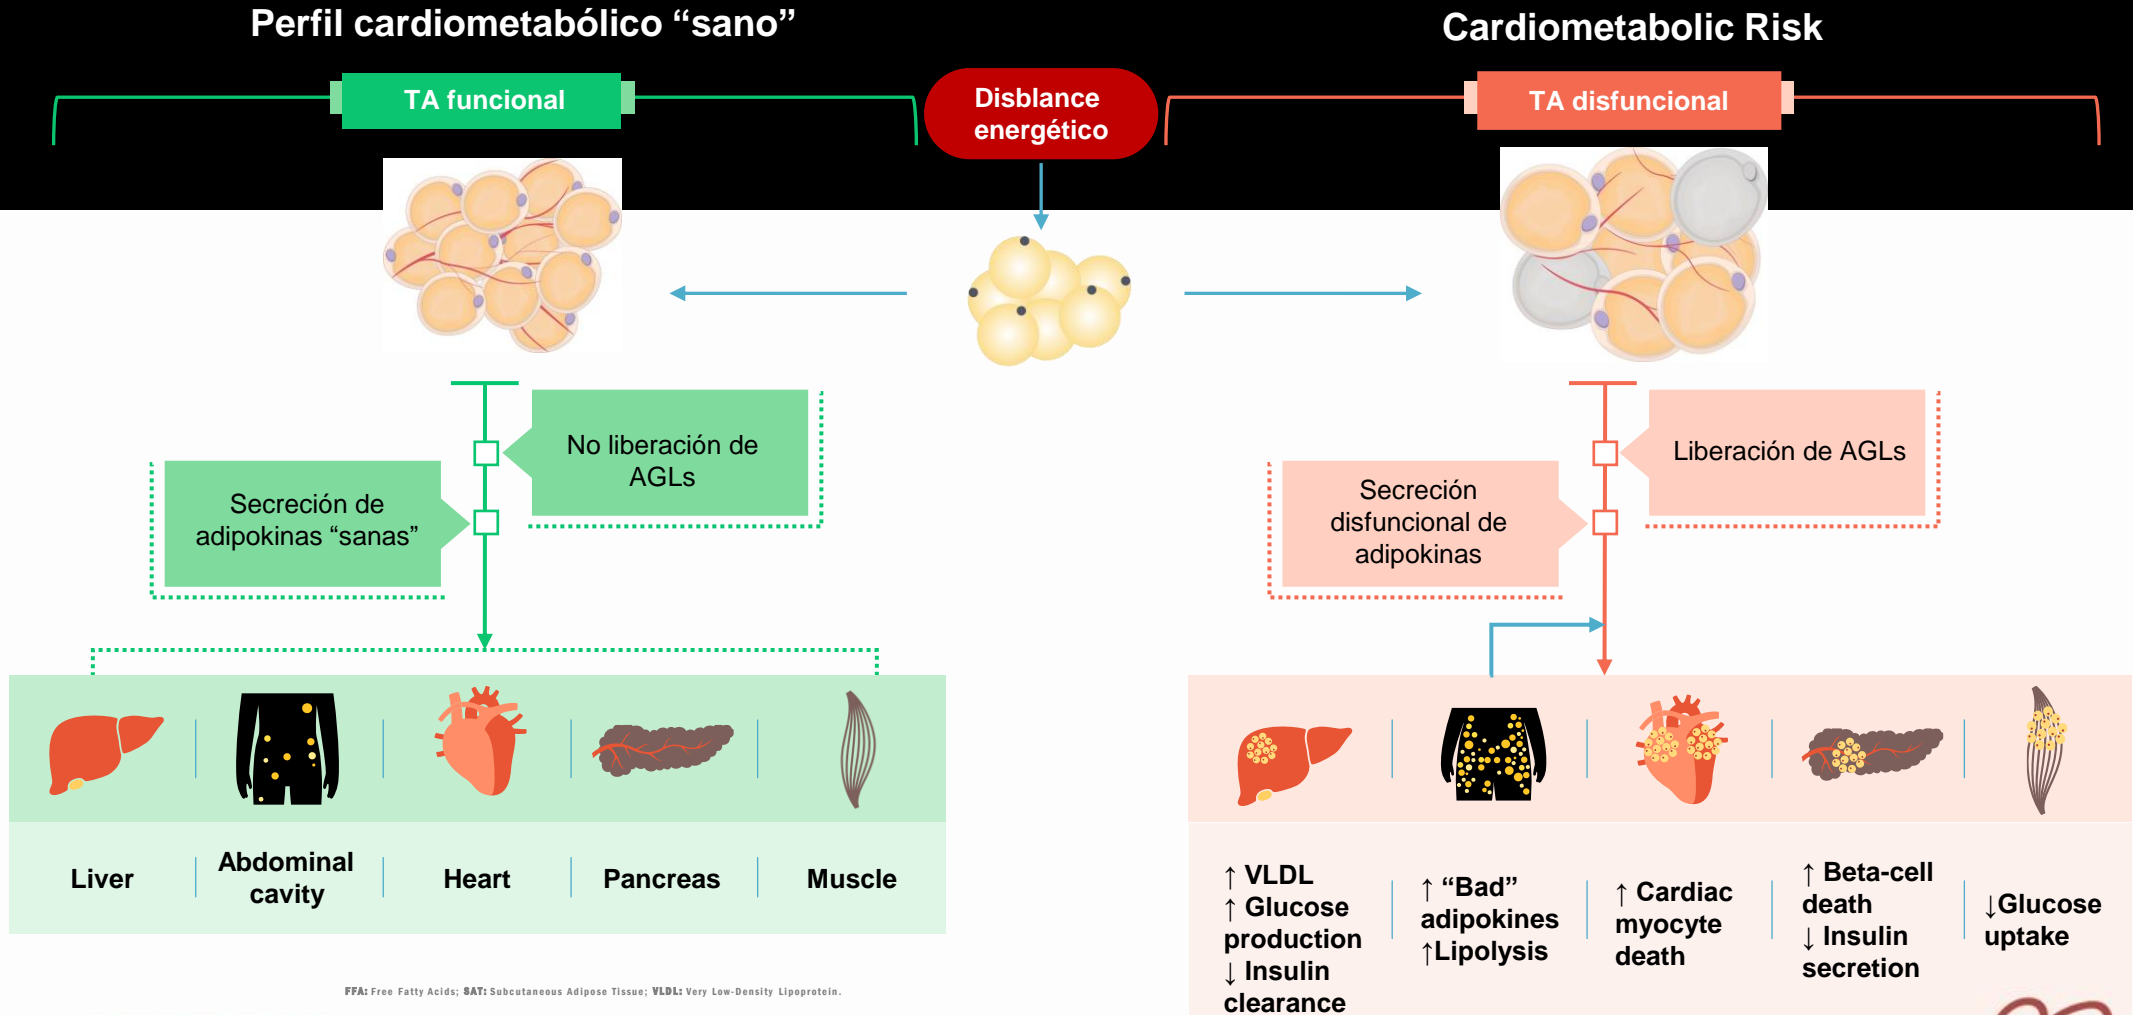 Perfil cardiometabólico “sano”
Cardiometabolic Risk
TA funcional
Disblance
energético
TA disfuncional
No liberación de
AGLs
Secreción de
adipokinas “sanas”
Liberación de AGLs
Secreción
disfuncional de
adipokinas
Liver
Abdominal
cavity
Heart
Pancreas
Muscle
↑ VLDL
↑ Glucose
production
↓ Insulin
clearance
↑ “Bad”
adipokines
↑Lipolysis
↑ Cardiac
myocyte
death
↑ Beta-cell
death
↓ Insulin
secretion
↓Glucose
uptake
FFA: Free Fatty Acids; SAT: Subcutaneous Adipose Tissue; VLDL: Very Low-Density Lipoprotein.